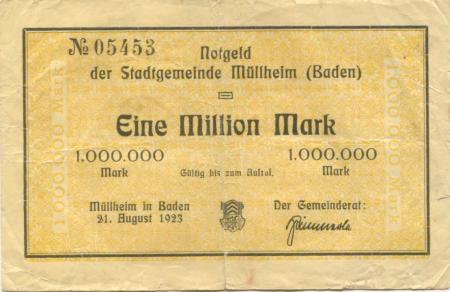 № 05453
Notgeld
der Stadtgemeinde Müllheim (Baden)
Eine Million Mark
1.000.000 1.000.000
Mark Gültig bis zum Aufruf. Mark
Müllheim in Baden Der Gemeinderat:
21. August 1923